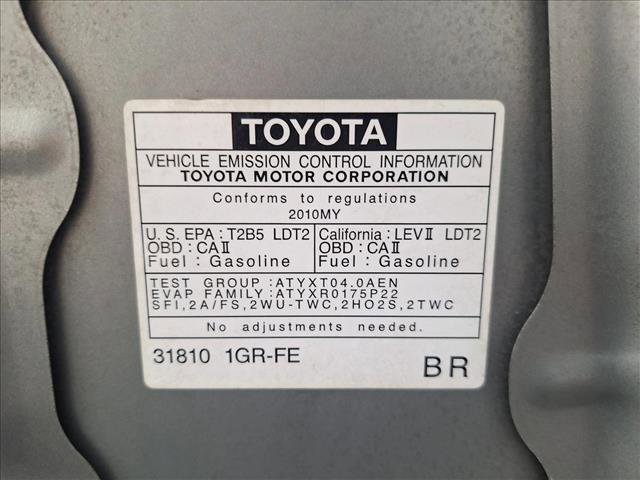 TOYOTA
VEHICLE EMISSION CONTROL INFORMATION
TOYOTA MOTOR CORPORATION
Conforms to regulations
2010MY
U.S. EPA : T2B5 LDT2
OBD : CAII
Fuel : Gasoline
California : LEVII LDT2
OBD : CAII
Fuel : Gasoline
TEST GROUP : ATYXT04.0AEN
EVAP FAMILY : ATYXR0175P22
SFI, 2A/FS, 2WU-TWC, 2HO2S, 2TWC
No adjustments needed.
31810 1GR-FE
BR